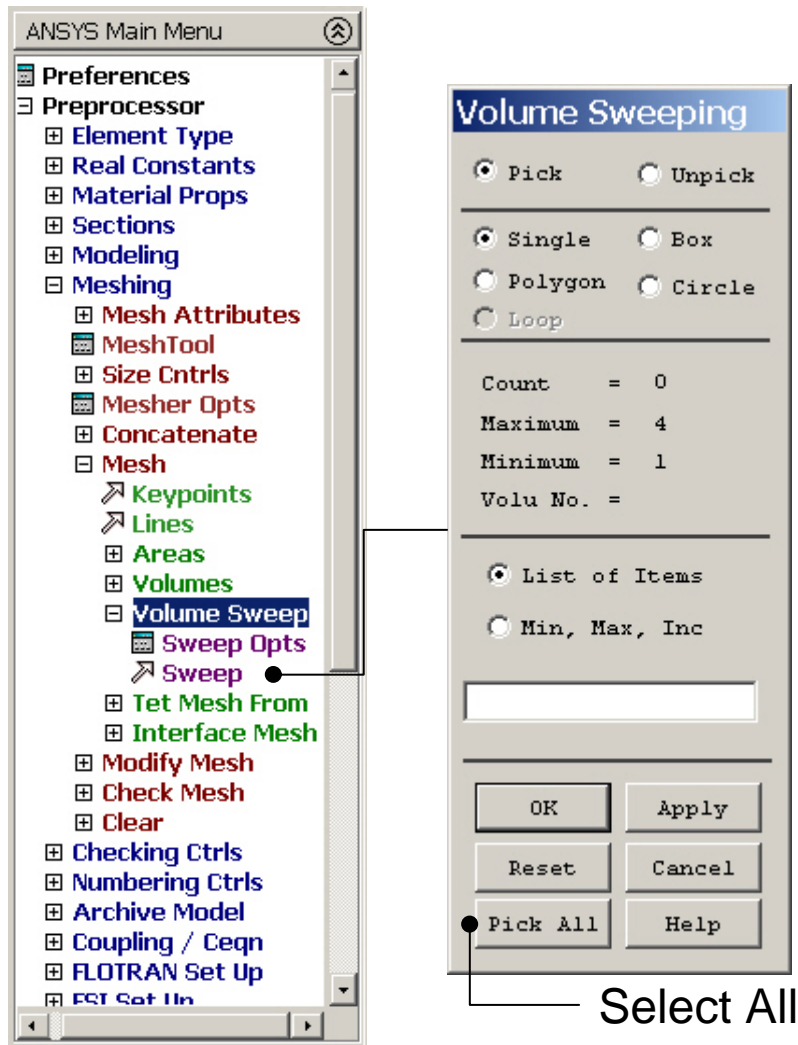 ANSYS Main Menu
Preferences
Preprocessor
Element Type
Real Constants
Material Props
Sections
Modeling
Meshing
Mesh Attributes
MeshTool
Size Cntrls
Mesher Opts
Concatenate
Mesh
Keypoints
Lines
Areas
Volumes
Volume Sweep
Sweep Opts
Sweep
Tet Mesh From
Interface Mesh
Modify Mesh
Check Mesh
Clear
Checking Ctrls
Numbering Ctrls
Archive Model
Coupling / Ceqn
FLOTRAN Set Up
FSI Set Up
Volume Sweeping
Pick Unpick
Single Box
Polygon Circle
Loop
Count = 0
Maximum = 4
Minimum = 1
Volu No. =
List of Items
Min, Max, Inc
OK Apply
Reset Cancel
Pick All Help
Select All